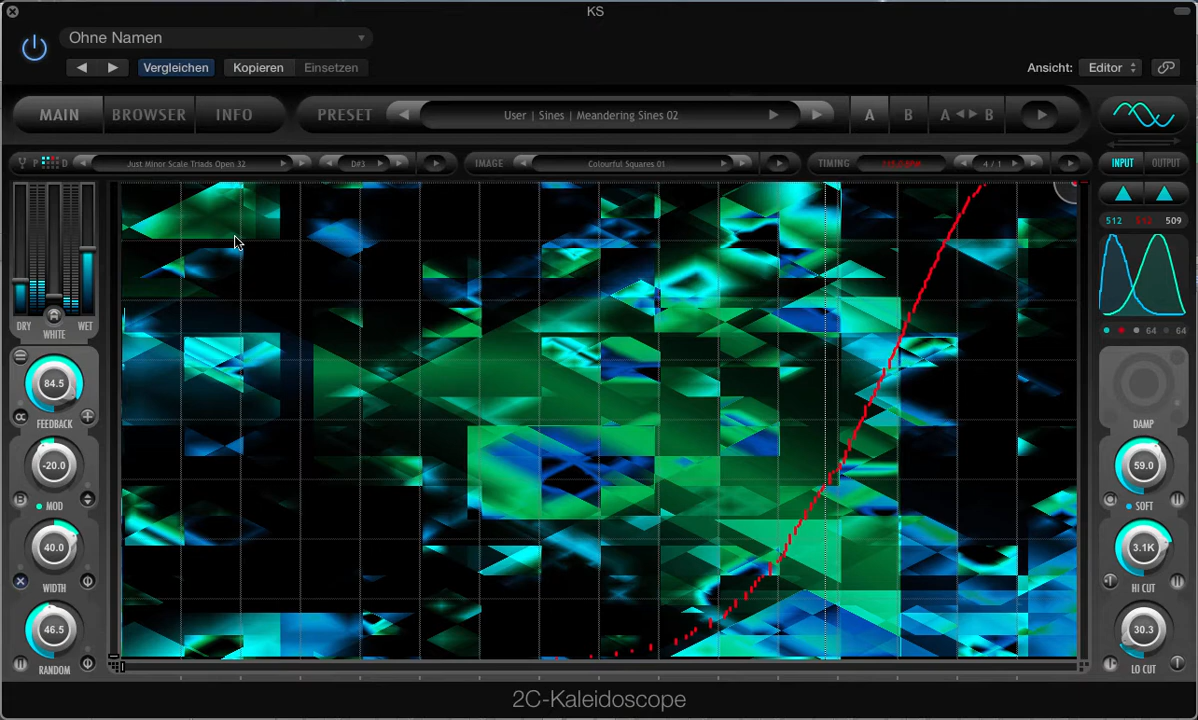 KS
Ohne Namen
Vergleichen Kopieren Einsetzen Ansicht: Editor
MAIN BROWSER INFO PRESET User | Sines | Meandering Sines 02 A B A B
P D Just Minor Scale Triads Open 32 D#3 IMAGE Colourful Squares 01 TIMING 4 / 1 INPUT OUTPUT
512 512 509
DRY WHITE WET
64 64
84.5
FEEDBACK DAMP
-20.0 59.0
B MOD SOFT
40.0 3.1K
WIDTH HI CUT
46.5 30.3
RANDOM LO CUT
2C-Kaleidoscope